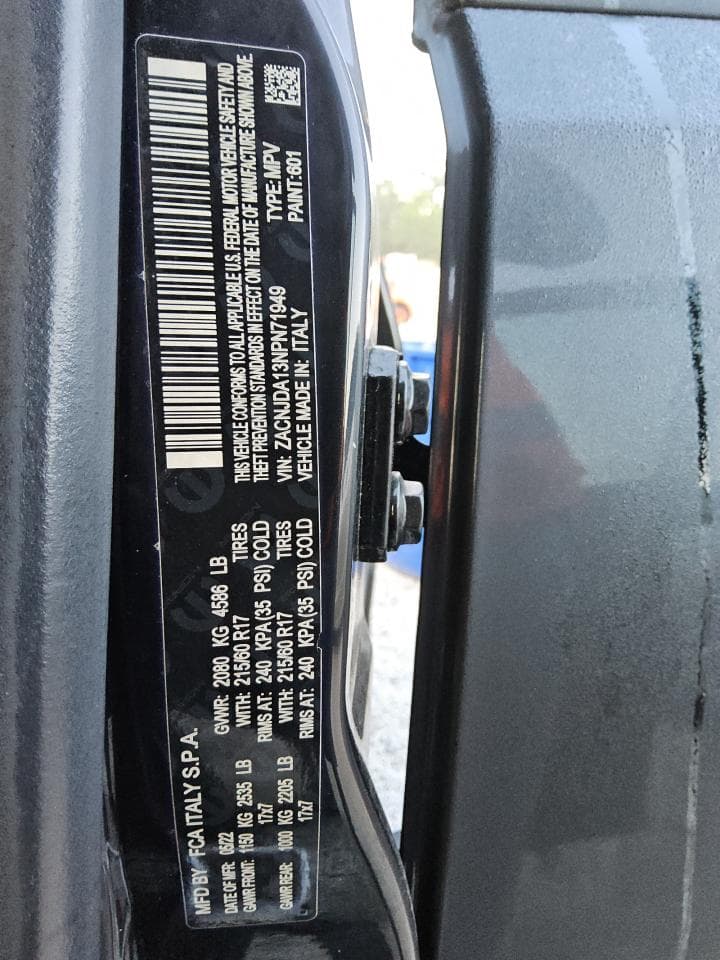 MFD BY FCA ITALY S.P.A.
DATE OF MFR: 05/22 GVWR: 2080 KG 4586 LB
GAWR FRONT: 1150 KG 2535 LB WITH: 215/60 R17 TIRES
17x7 RIMS AT: 240 KPA(35 PSI) COLD
GAWR REAR: 1000 KG 2205 LB WITH: 215/60 R17 TIRES
17x7 RIMS AT: 240 KPA(35 PSI) COLD
THIS VEHICLE CONFORMS TO ALL APPLICABLE U.S. FEDERAL MOTOR VEHICLE SAFETY AND
THEFT PREVENTION STANDARDS IN EFFECT ON THE DATE OF MANUFACTURE SHOWN ABOVE.
VIN: ZACNJDA13NPN71949 TYPE: MPV
VEHICLE MADE IN: ITALY PAINT: 601